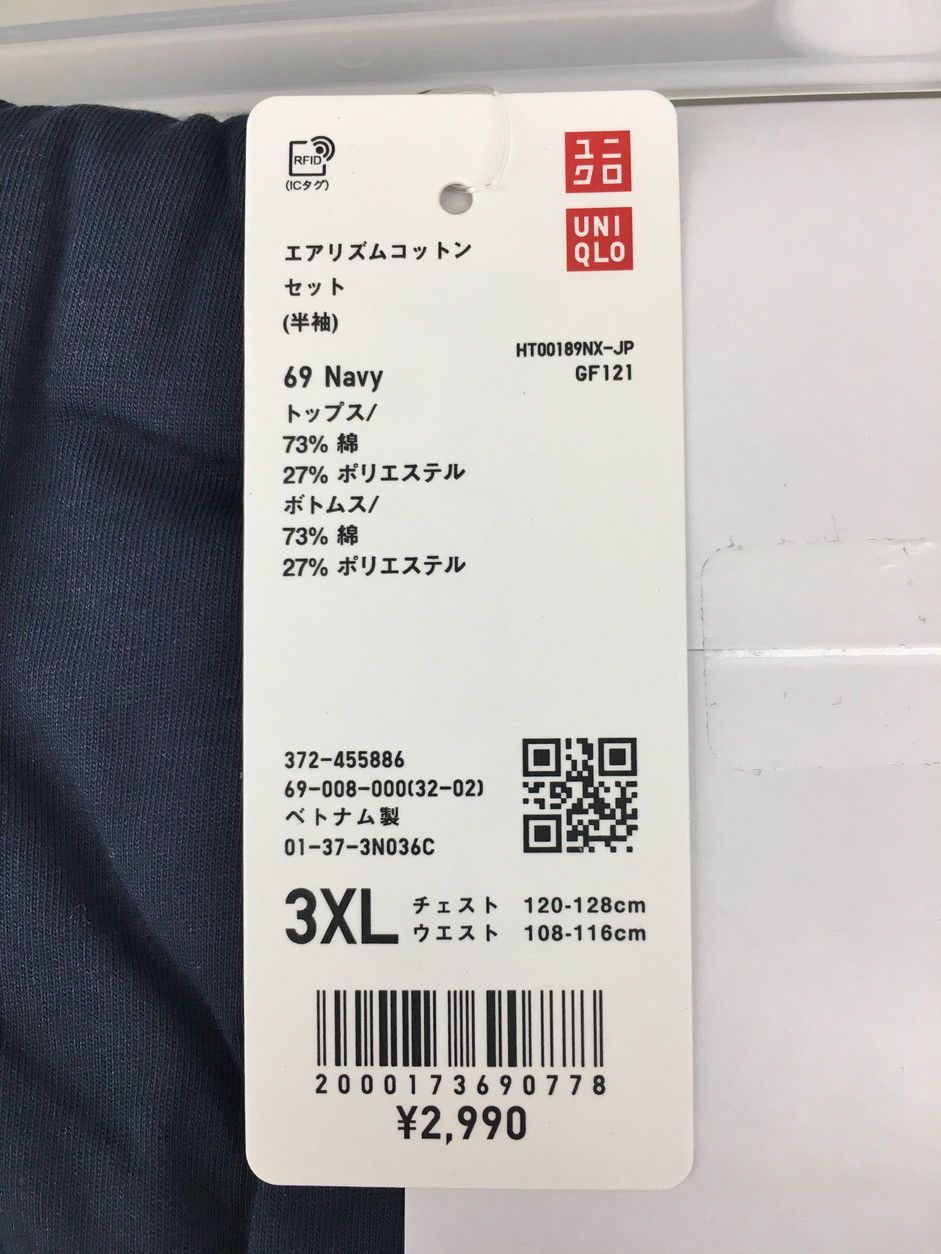 RFID
(ICタグ)
ユニ
クロ
UNI
QLO
エアリズムコットン
セット
(半袖)
HT00189NX-JP
GF121
69 Navy
トップス/
73% 綿
27% ポリエステル
ボトムス/
73% 綿
27% ポリエステル
372-455886
69-008-000(32-02)
ベトナム製
01-37-3N036C
3XL
チェスト 120-128cm
ウエスト 108-116cm
2000173690778
¥2,990